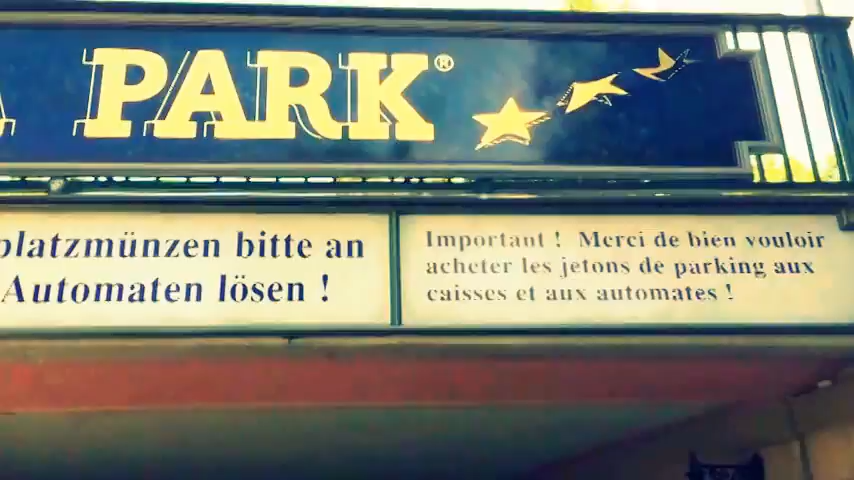 PARK®
platzmünzen bitte an
Automaten lösen !
Important ! Merci de bien vouloir
acheter les jetons de parking aux
caisses et aux automates !